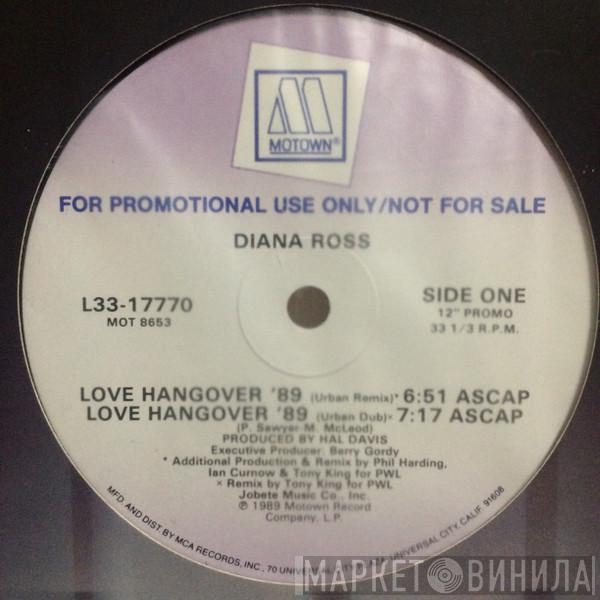 MOTOWN®
FOR PROMOTIONAL USE ONLY/NOT FOR SALE
DIANA ROSS
L33-17770
MOT 8653
SIDE ONE
12" PROMO
33 1/3 R.P.M.
LOVE HANGOVER '89 (Urban Remix)* 6:51 ASCAP
LOVE HANGOVER '89 (Urban Dub)× 7:17 ASCAP
(P. Sawyer-M. McLeod)
PRODUCED BY HAL DAVIS
Executive Producer: Berry Gordy
* Additional Production & Remix by Phil Harding,
Ian Curnow & Tony King for PWL
× Remix by Tony King for PWL
Jobete Music Co., Inc.
℗ 1989 Motown Record
Company, L.P.
MFD. AND DIST. BY MCA RECORDS, INC., 70 UNIVERSAL CITY PLAZA, UNIVERSAL CITY, CALIF. 91608
МАРКЕТ ВИНИЛА